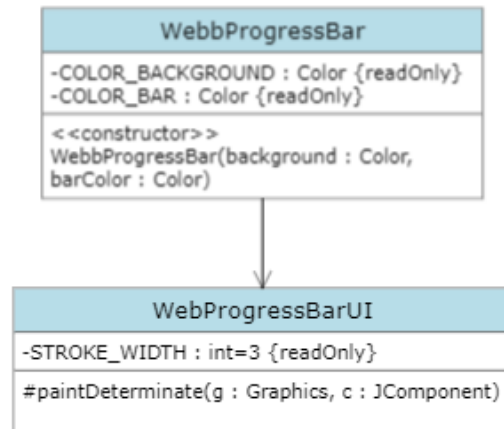 WebbProgressBar
-COLOR_BACKGROUND : Color {readOnly}
-COLOR_BAR : Color {readOnly}
<<constructor>>
WebbProgressBar(background : Color,
barColor : Color)
WebProgressBarUI
-STROKE_WIDTH : int=3 {readOnly}
#paintDeterminate(g : Graphics, c : JComponent)